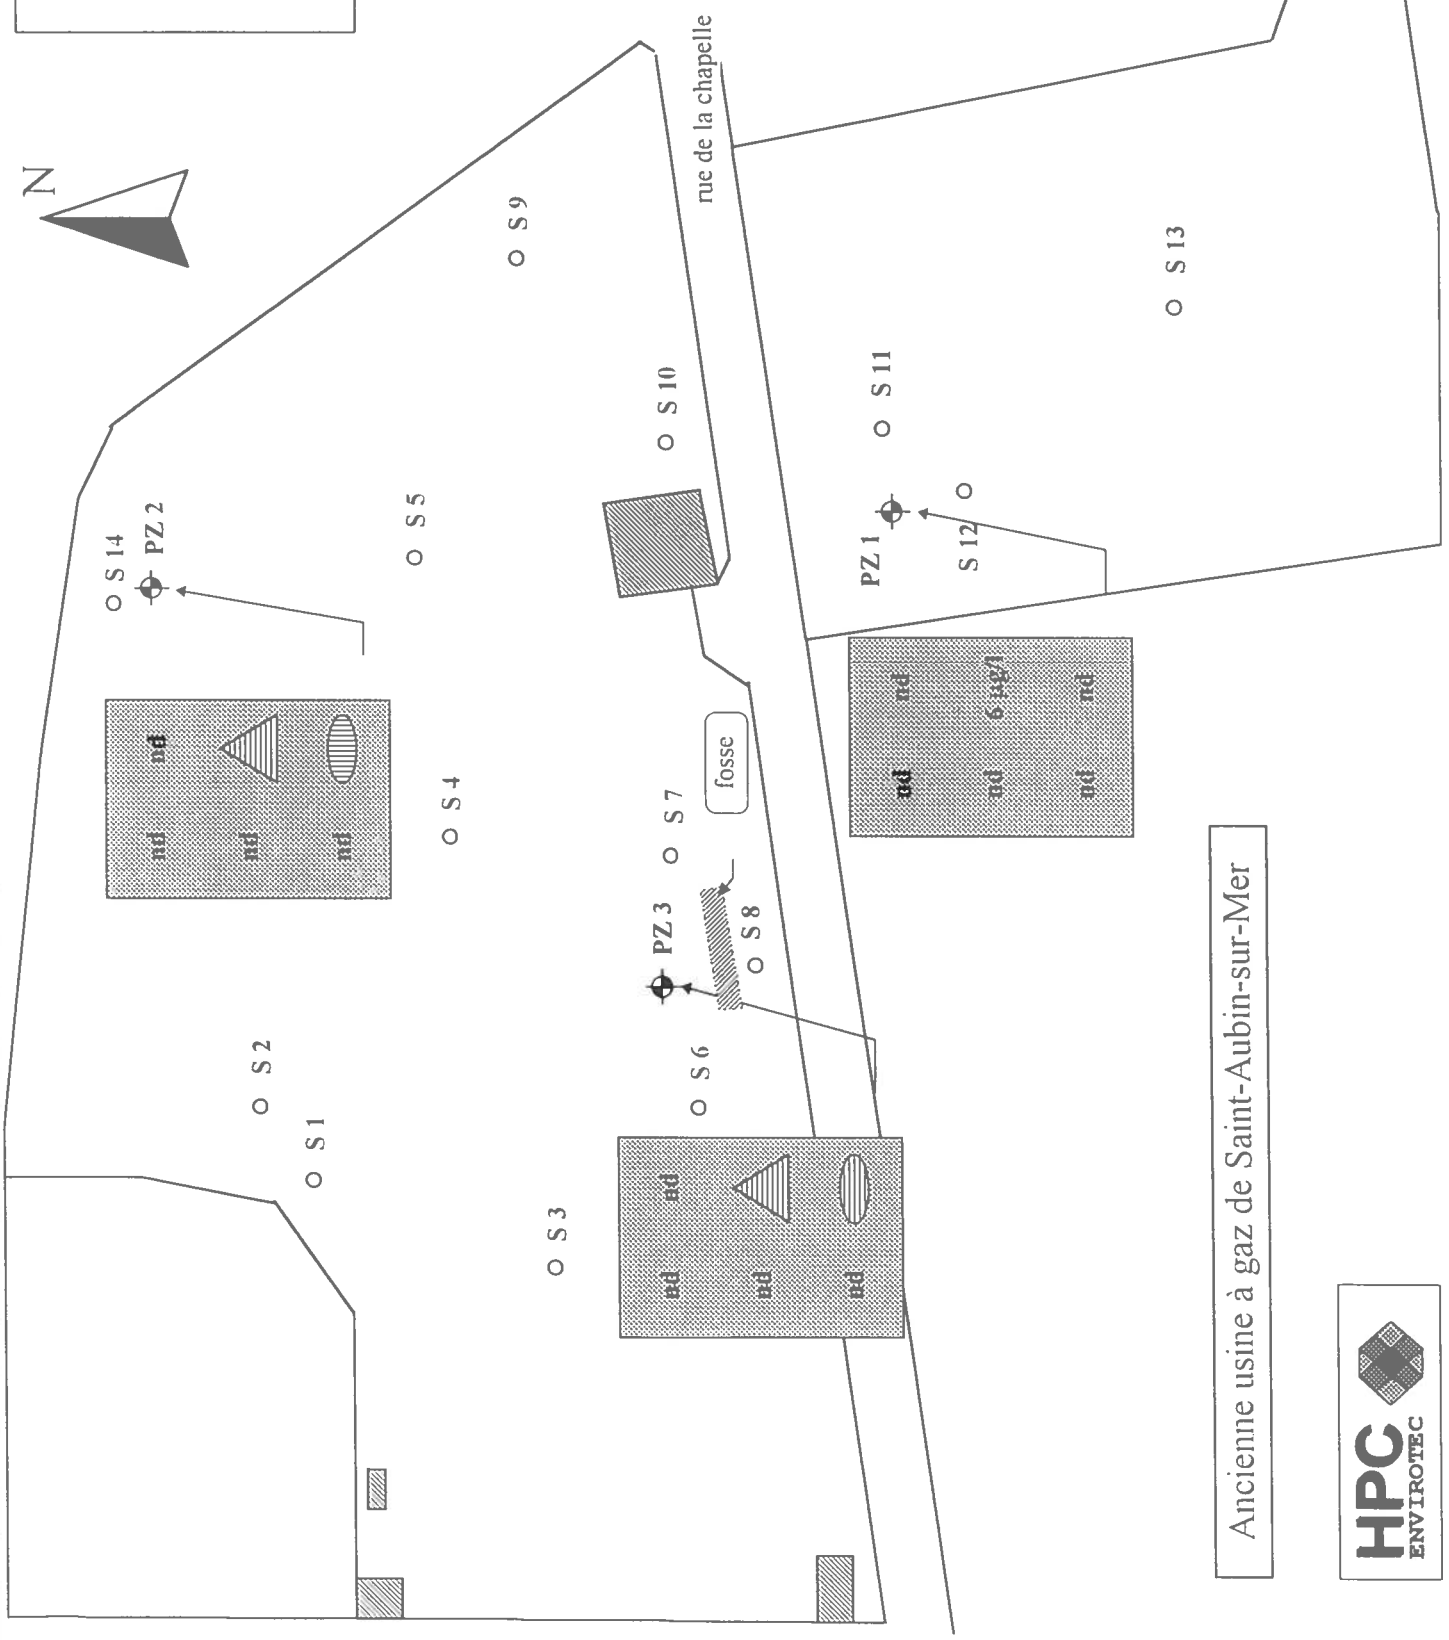 N
rue de la chapelle
S 9
S 13
S 14
PZ 2
S 5
S 10
S 11
PZ 1
S 12
nd
nd
nd
nd
S 4
S 7
fosse
nd
6 µg/l
nd
nd
nd
nd
PZ 3
S 8
S 2
S 1
S 6
S 3
nd
nd
nd
nd
Ancienne usine à gaz de Saint-Aubin-sur-Mer
HPC
ENVIROTEC